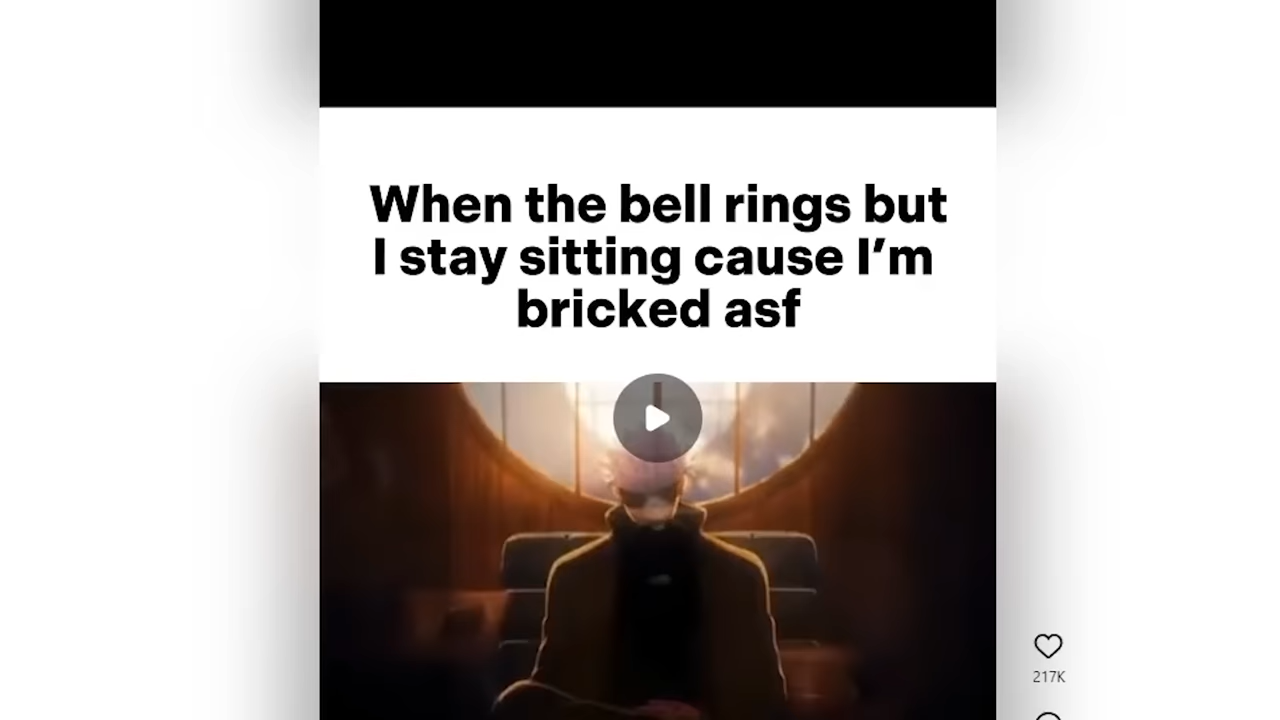 When the bell rings but
I stay sitting cause I’m
bricked asf
217K